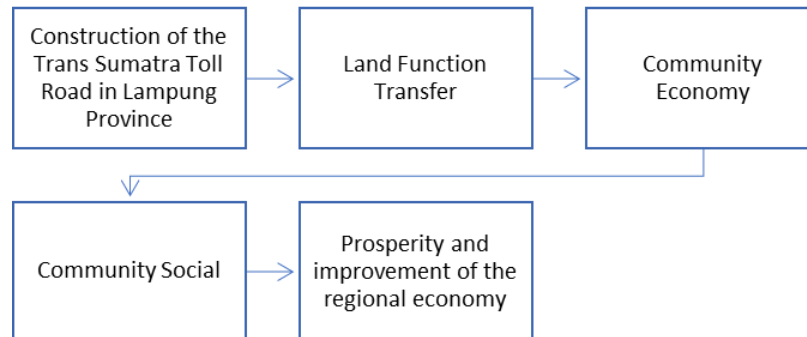 Construction of the
Trans Sumatra Toll
Road in Lampung
Province
Land Function
Transfer
Community
Economy
Community Social
Prosperity and
improvement of the
regional economy